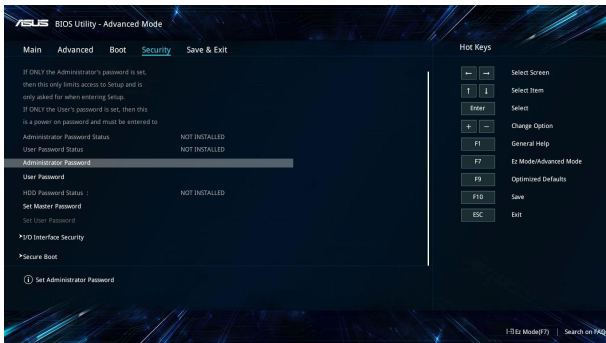 ASUS BIOS Utility - Advanced Mode
Main Advanced Boot Security Save & Exit
If ONLY the Administrator's password is set,
then this only limits access to Setup and is
only asked for when entering Setup.
If ONLY the User's password is set, then this
is a power on password and must be entered to
Administrator Password Status NOT INSTALLED
User Password Status NOT INSTALLED
Administrator Password
User Password
HDD Password Status : NOT INSTALLED
Set Master Password
Set User Password
>I/O Interface Security
>Secure Boot
i Set Administrator Password
Hot Keys
← → Select Screen
↑ ↓ Select Item
Enter Select
+ − Change Option
F1 General Help
F7 Ez Mode/Advanced Mode
F9 Optimized Defaults
F10 Save
ESC Exit
Ez Mode(F7) | Search on FAQ